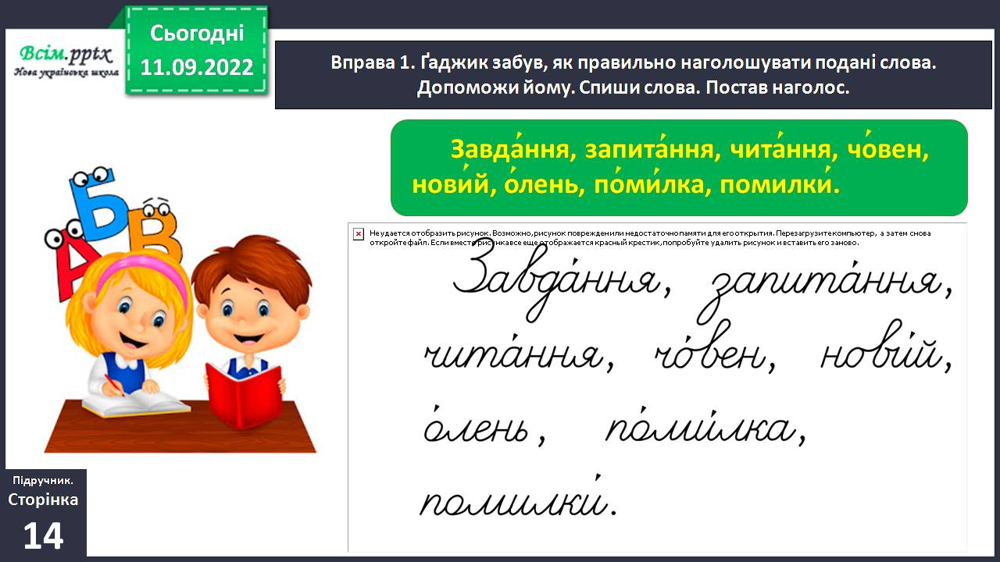 Сьогодні
11.09.2022
Всім.pptx
Нова українська школа
Вправа 1. Ґаджик забув, як правильно наголошувати подані слова.
Допоможи йому. Спиши слова. Постав наголос.
А Б В
Завда́ння, запита́ння, чита́ння, чо́вен,
нови́й, о́лень, по́ми́лка, помилки́.
Не удается отобразить рисунок. Возможно, рисунок поврежден или недостаточно памяти для его открытия. Перезагрузите компьютер, а затем снова
откройте файл. Если вместо рисунка все еще отображается красный крестик, попробуйте удалить рисунок и вставить его заново.
Завда́ння, запита́ння,
чита́ння, чо́вен, нови́й,
о́лень, по́ми́лка,
помилки́.
Підручник.
Сторінка
14